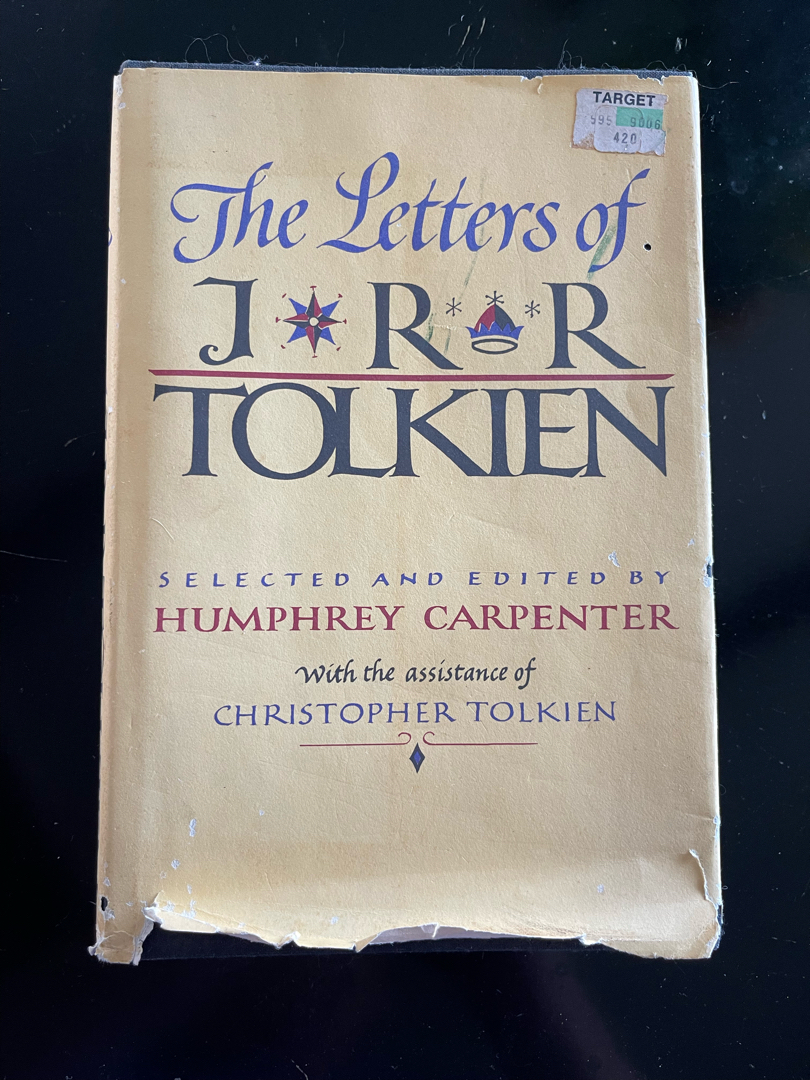 TARGET
595 9006
420
The Letters of
J R R
TOLKIEN
SELECTED AND EDITED BY
HUMPHREY CARPENTER
With the assistance of
CHRISTOPHER TOLKIEN